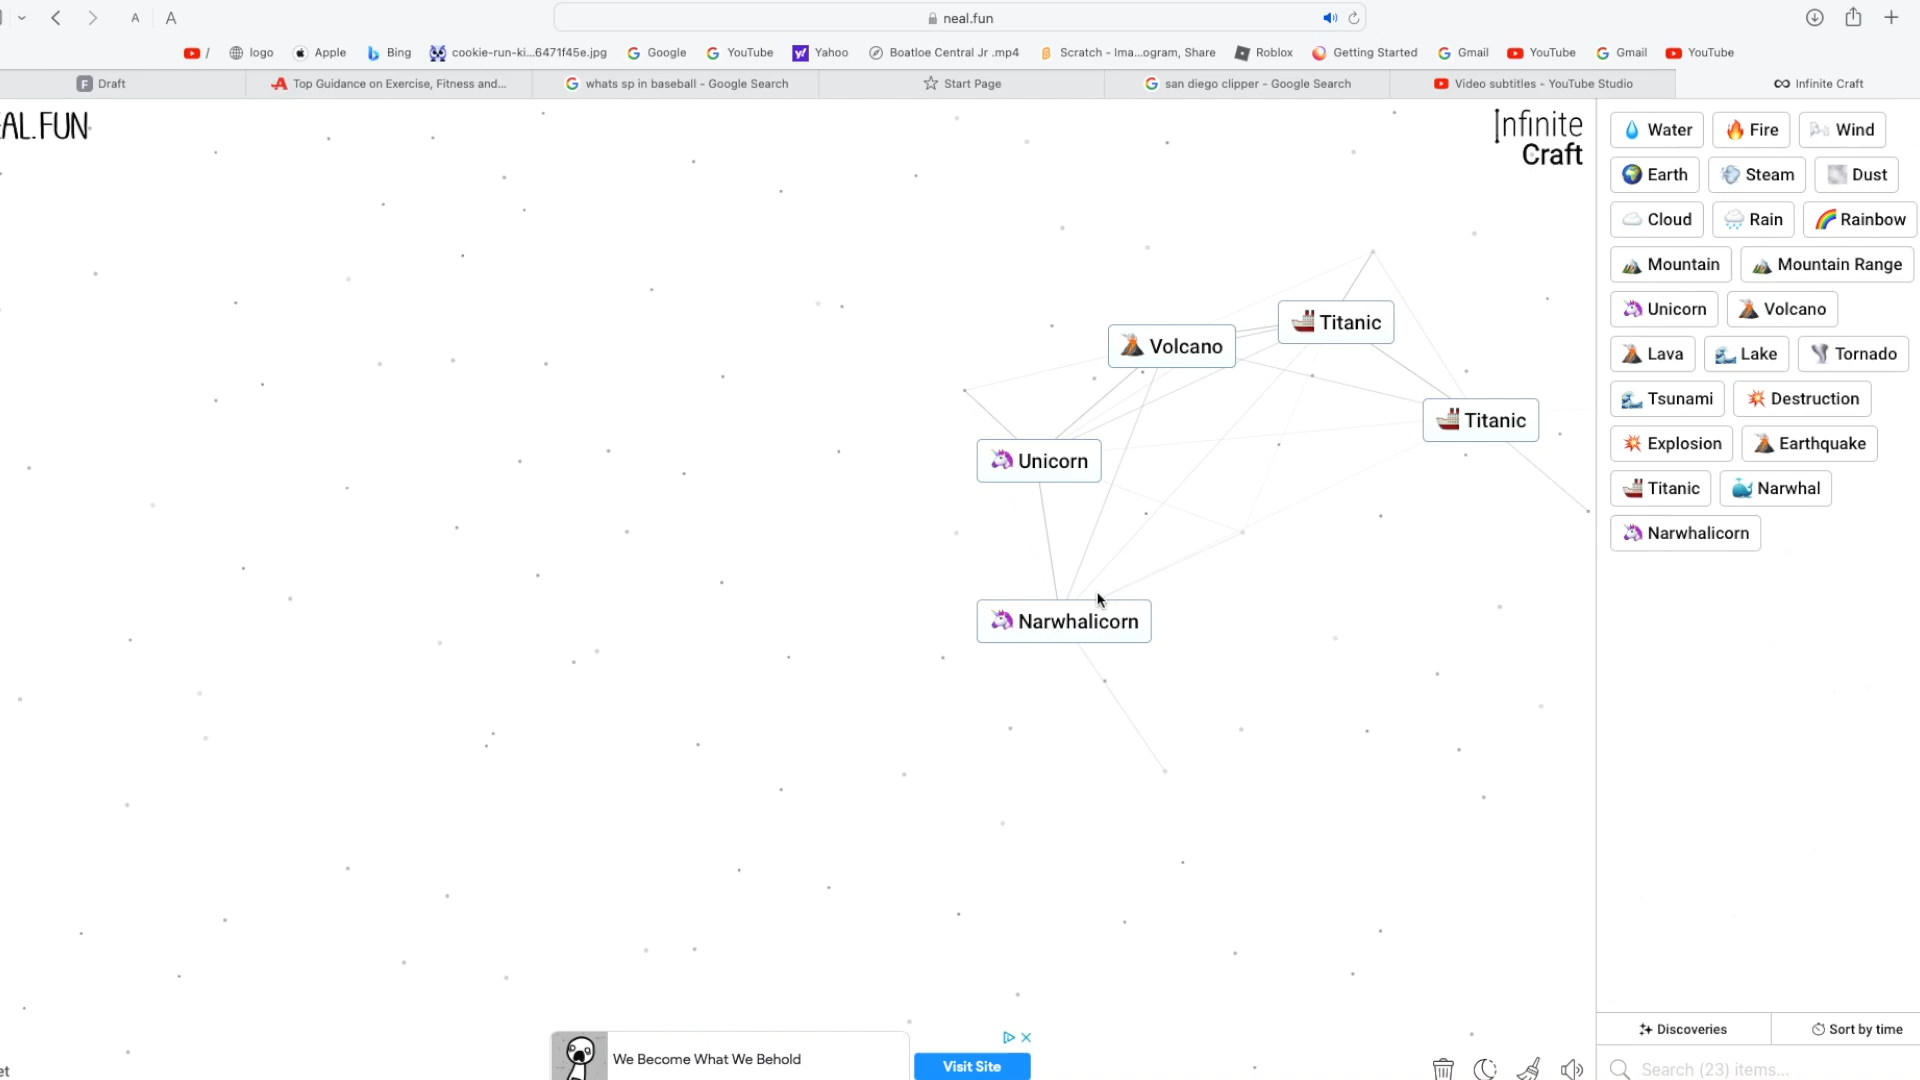 A A
neal.fun
/ logo Apple Bing cookie-run-ki...6471f45e.jpg Google YouTube Yahoo Boatloe Central Jr .mp4 Scratch - Ima...ogram, Share Roblox Getting Started Gmail YouTube Gmail YouTube
Draft Top Guidance on Exercise, Fitness and... whats sp in baseball - Google Search Start Page san diego clipper - Google Search Video subtitles - YouTube Studio Infinite Craft
AL.FUN
Infinite
Craft
Volcano
Titanic
Titanic
Unicorn
Narwhalicorn
Water Fire Wind
Earth Steam Dust
Cloud Rain Rainbow
Mountain Mountain Range
Unicorn Volcano
Lava Lake Tornado
Tsunami Destruction
Explosion Earthquake
Titanic Narwhal
Narwhalicorn
Discoveries Sort by time
Search (23) items...
We Become What We Behold
Visit Site
et